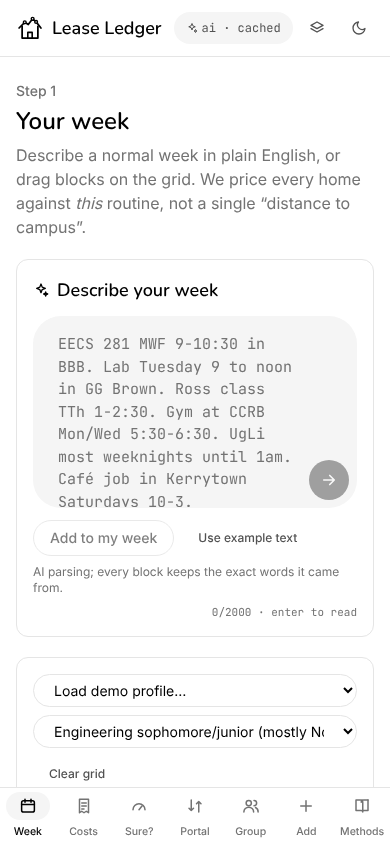 Lease Ledger
ai · cached
Step 1
Your week
Describe a normal week in plain English, or
drag blocks on the grid. We price every home
against this routine, not a single “distance to
campus”.
Describe your week
EECS 281 MWF 9-10:30 in
BBB. Lab Tuesday 9 to noon
in GG Brown. Ross class
TTh 1-2:30. Gym at CCRB
Mon/Wed 5:30-6:30. UgLi
most weeknights until 1am.
Café job in Kerrytown
Saturdays 10-3.
Add to my week
Use example text
AI parsing; every block keeps the exact words it came
from.
0/2000 · enter to read
Load demo profile...
Engineering sophomore/junior (mostly No
Clear grid
Week
Costs
Sure?
Portal
Group
Add
Methods